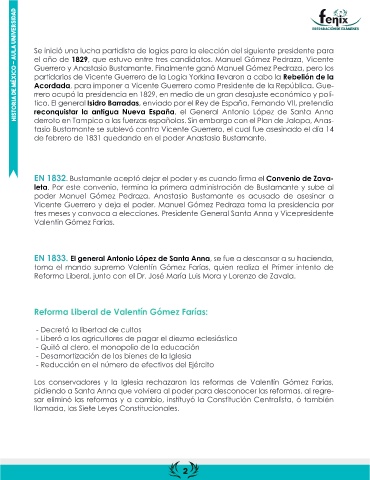 HISTORIA DE MÉXICO – AULA UNIVERSIDAD
fenix
PREPARACIÓN DE EXÁMENES
Se inició una lucha partidista de logias para la elección del siguiente presidente para
el año de 1829, que estuvo entre tres candidatos. Manuel Gómez Pedraza, Vicente
Guerrero y Anastasio Bustamante. Finalmente ganó Manuel Gómez Pedraza, pero los
partidarios de Vicente Guerrero de la Logia Yorkina llevaron a cabo la Rebelión de la
Acordada, para imponer a Vicente Guerrero como Presidente de la República. Gue-
rrero ocupó la presidencia en 1829, en medio de un gran desajuste económico y polí-
tico. El general Isidro Barradas, enviado por el Rey de España, Fernando VII, pretendía
reconquistar la antigua Nueva España, el General Antonio López de Santa Anna
derroto en Tampico a las fuerzas españolas. Sin embargo con el Plan de Jalapa, Anas-
tasio Bustamante se sublevó contra Vicente Guerrero, el cual fue asesinado el día 14
de febrero de 1831 quedando en el poder Anastasio Bustamante.
EN 1832. Bustamante aceptó dejar el poder y es cuando firma el Convenio de Zava-
leta. Por este convenio, termina la primera administración de Bustamante y sube al
poder Manuel Gómez Pedraza. Anastasio Bustamante es acusado de asesinar a
Vicente Guerrero y deja el poder. Manuel Gómez Pedraza toma la presidencia por
tres meses y convoca a elecciones. Presidente General Santa Anna y Vicepresidente
Valentín Gómez Farías.
EN 1833. El general Antonio López de Santa Anna, se fue a descansar a su hacienda,
toma el mando supremo Valentín Gómez Farías, quien realiza el Primer intento de
Reforma Liberal, junto con el Dr. José María Luis Mora y Lorenzo de Zavala.
Reforma Liberal de Valentín Gómez Farías:
- Decretó la libertad de cultos
- Liberó a los agricultores de pagar el diezmo eclesiástico
- Quitó al clero, el monopolio de la educación
- Desamortización de los bienes de la Iglesia
- Reducción en el número de efectivos del Ejército
Los conservadores y la Iglesia rechazaron las reformas de Valentín Gómez Farías,
pidiendo a Santa Anna que volviera al poder para desconocer las reformas, al regre-
sar eliminó las reformas y a cambio, instituyó la Constitución Centralista, ó también
llamada, las Siete Leyes Constitucionales.
2